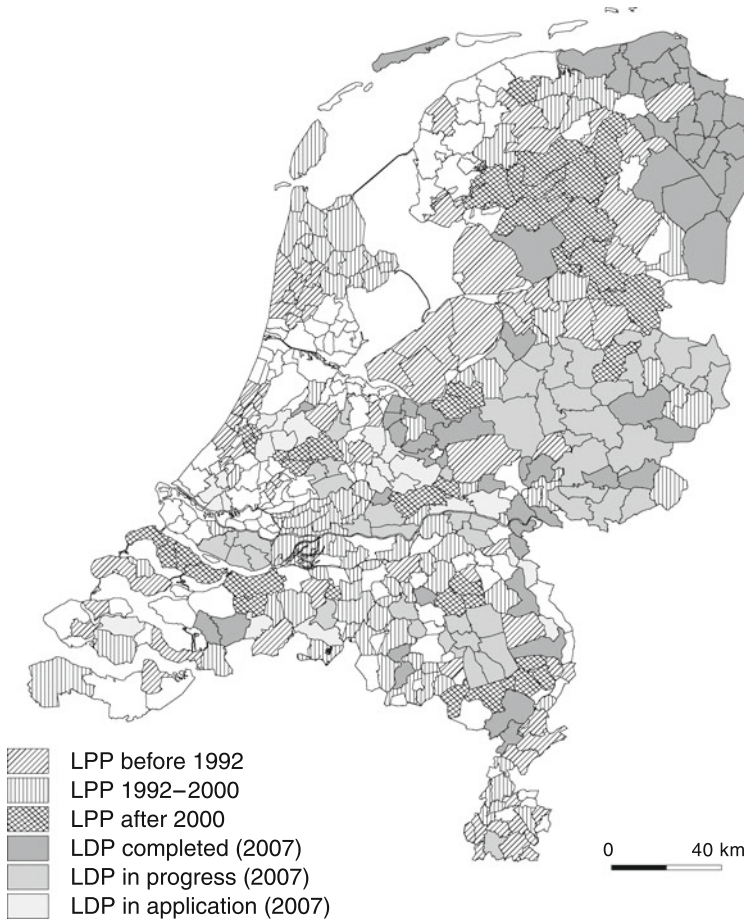 LPP before 1992
LPP 1992–2000
LPP after 2000
LDP completed (2007)
LDP in progress (2007)
LDP in application (2007)
0 40 km